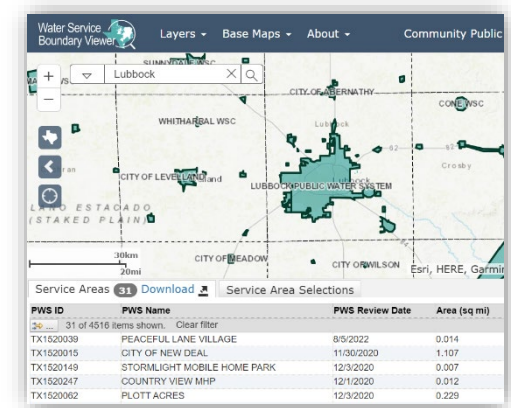 Water Service
Boundary Viewer
Layers
Base Maps
About
Community Public
Lubbock
SUNNYDALE WSC
CITY OF ABERNATHY
CONE WSC
WHITHARRAL WSC
Lubb
62
82
Crosby
CITY OF LEVELLAND
land
LUBBOCK PUBLIC WATER SYSTEM
Lubbock
LLANO ESTACADO
(STAKED PLAIN)
30km
20mi
CITY OF MEADOW
CITY OF WILSON
Esri, HERE, Garmin
Service Areas 31 Download
Service Area Selections
PWS ID PWS Name PWS Review Date Area (sq mi)
... 31 of 4516 items shown. Clear filter
TX1520039 PEACEFUL LANE VILLAGE 8/5/2022 0.014
TX1520015 CITY OF NEW DEAL 11/30/2020 1.107
TX1520149 STORMLIGHT MOBILE HOME PARK 12/3/2020 0.007
TX1520247 COUNTRY VIEW MHP 12/1/2020 0.012
TX1520062 PLOTT ACRES 12/3/2020 0.229